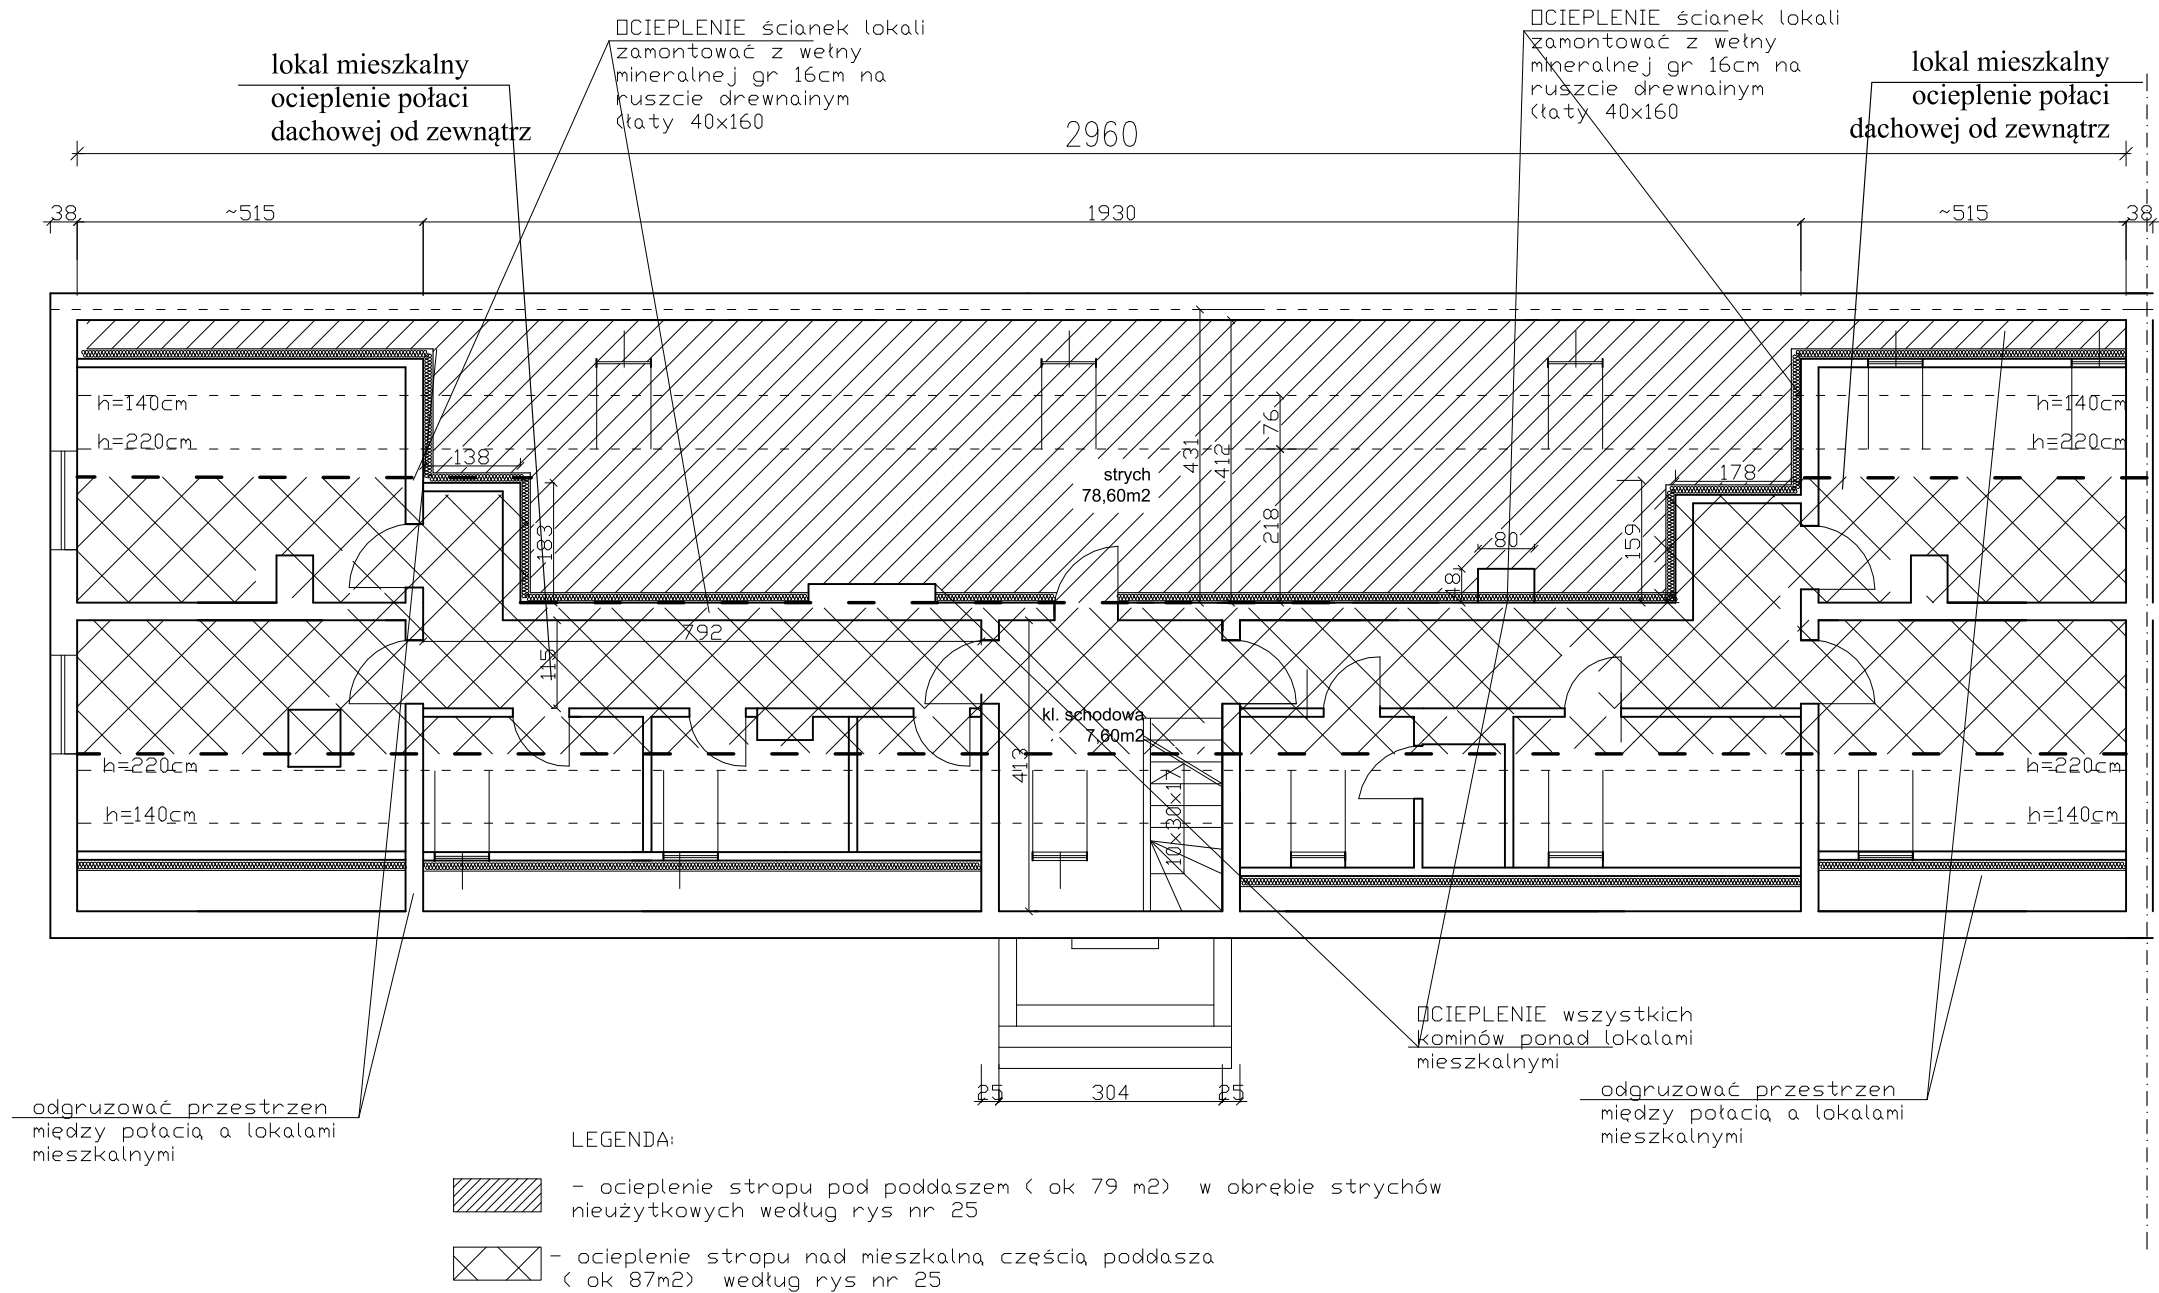 □CIEPLENIE ścianek lokali
zamontować z wełny
mineralnej gr 16cm na
ruszcie drewnainym
(łaty 40x160
□CIEPLENIE ścianek lokali
zamontować z wełny
mineralnej gr 16cm na
ruszcie drewnainym
(łaty 40x160
lokal mieszkalny
ocieplenie połaci
dachowej od zewnątrz
lokal mieszkalny
ocieplenie połaci
dachowej od zewnątrz
2960
38
~515
1930
~515
38
h=140cm
h=220cm
138
183
strych
78,60m2
431
412
76
218
80
48
159
178
h=140cm
h=220cm
792
115
kl. schodowa
7,60m2
413
10x30x17
h=220cm
h=140cm
h=220cm
h=140cm
□CIEPLENIE wszystkich
kominów ponad lokalami
mieszkalnymi
25
304
25
odgruzować przestrzen
między połacią a lokalami
mieszkalnymi
odgruzować przestrzen
między połacią a lokalami
mieszkalnymi
LEGENDA:
- ocieplenie stropu pod poddaszem ( ok 79 m2) w obrębie strychów
nieużytkowych według rys nr 25
- ocieplenie stropu nad mieszkalną częścią poddasza
( ok 87m2) według rys nr 25